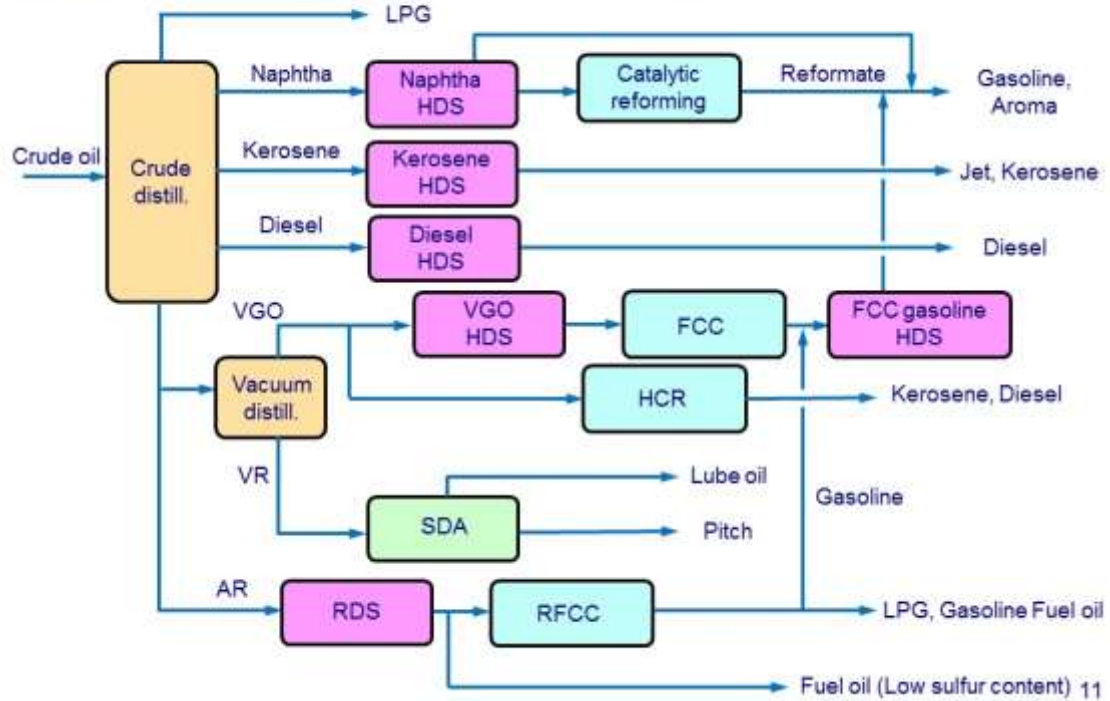 LPG
Naphtha
Naphtha
HDS
Catalytic
reforming
Reformate
Gasoline,
Aroma
Crude oil
Crude
distill.
Kerosene
Kerosene
HDS
Jet, Kerosene
Diesel
Diesel
HDS
Diesel
VGO
VGO
HDS
FCC
FCC gasoline
HDS
Vacuum
distill.
HCR
Kerosene, Diesel
VR
SDA
Lube oil
Pitch
Gasoline
AR
RDS
RFCC
LPG, Gasoline Fuel oil
Fuel oil (Low sulfur content)
11